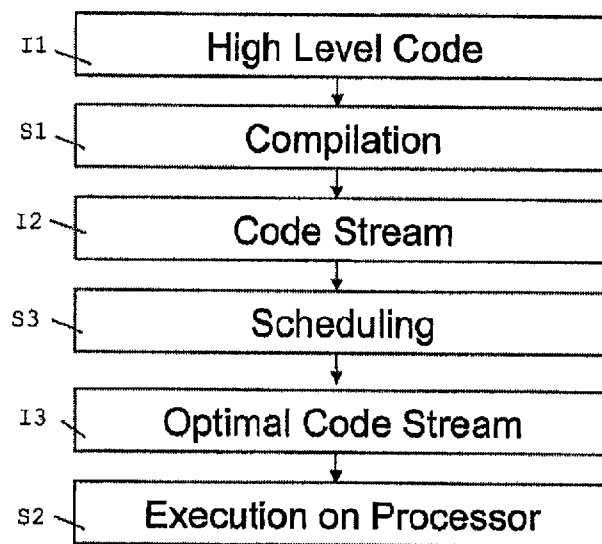 I1 High Level Code
S1 Compilation
I2 Code Stream
S3 Scheduling
I3 Optimal Code Stream
S2 Execution on Processor